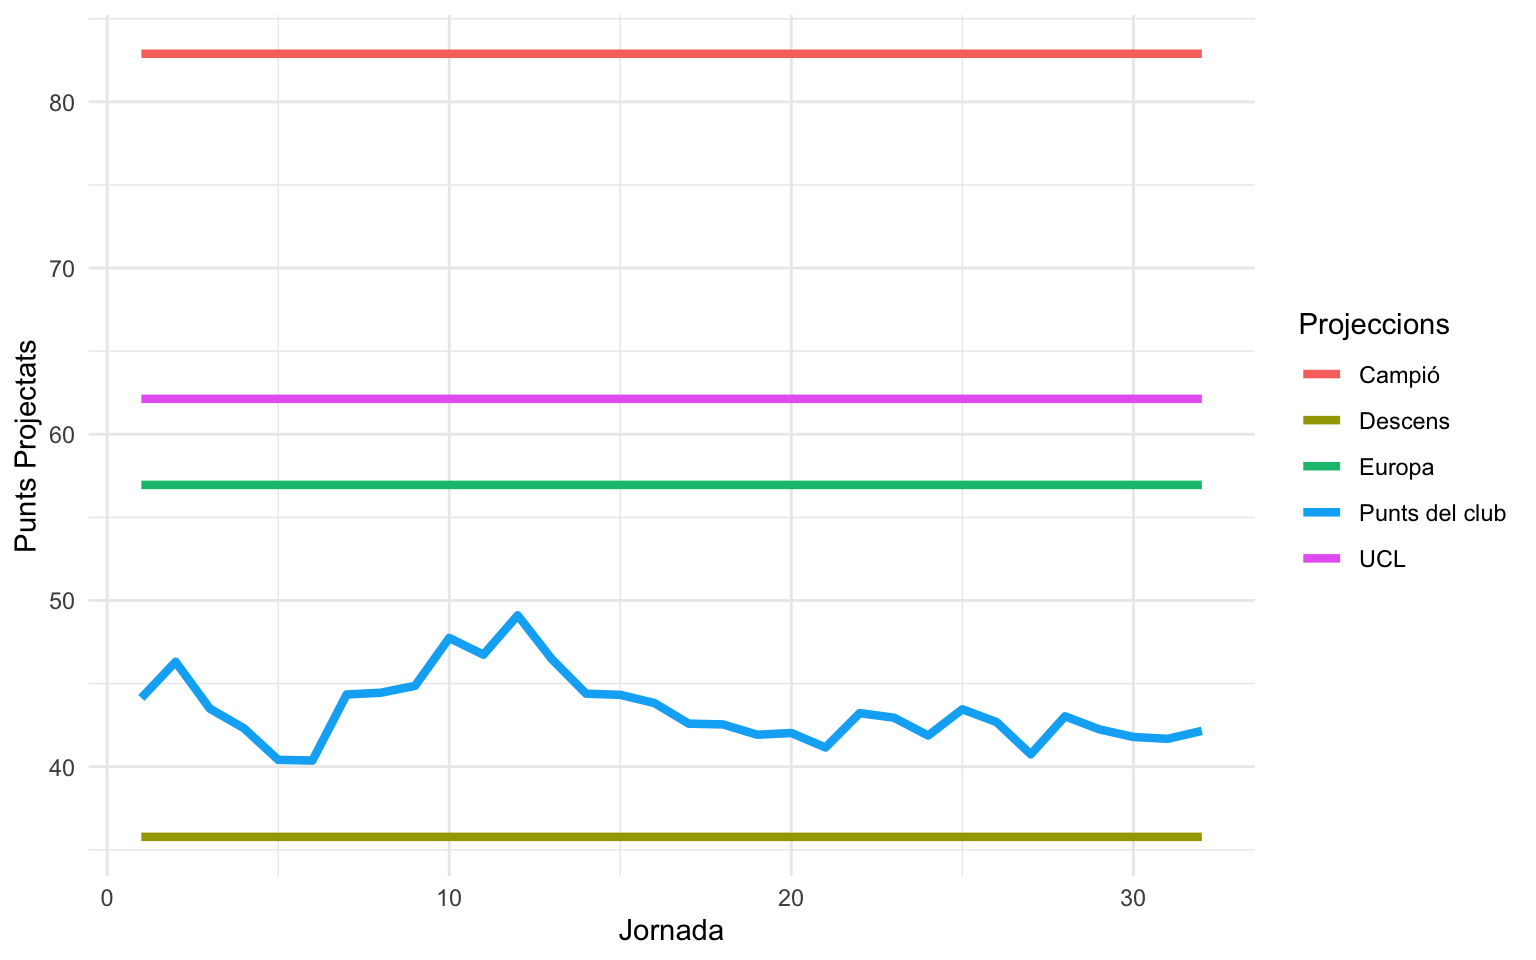 Punts Projectats
80
70
60
50
40
0
10
20
30
Jornada
Projeccions
Campió
Descens
Europa
Punts del club
UCL